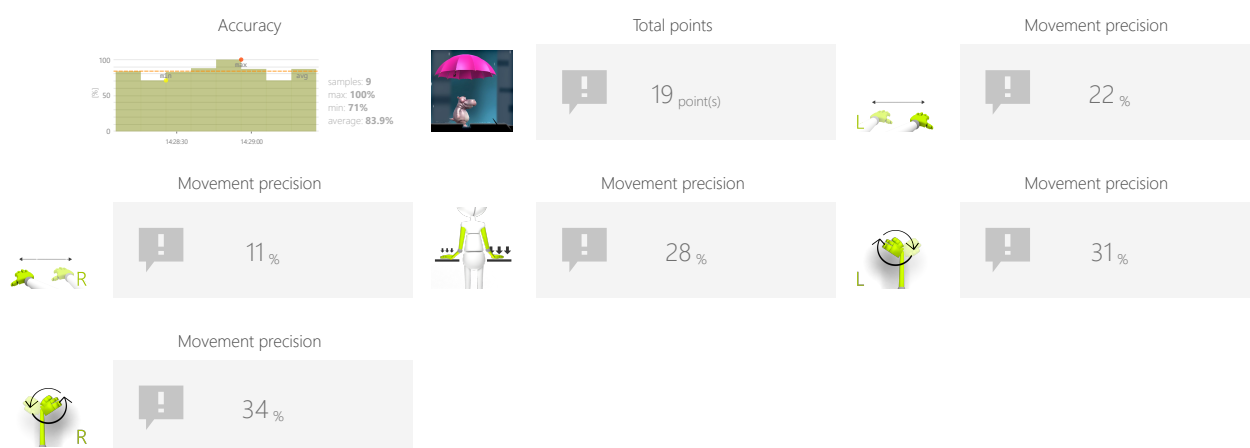 Accuracy
100
50
0
[%]
min
max
avg
14:28:30
14:29:00
samples: 9
max: 100%
min: 71%
average: 83.9%
Total points
19 point(s)
Movement precision
L
22 %
Movement precision
R
11 %
Movement precision
28 %
Movement precision
L
31 %
Movement precision
R
34 %